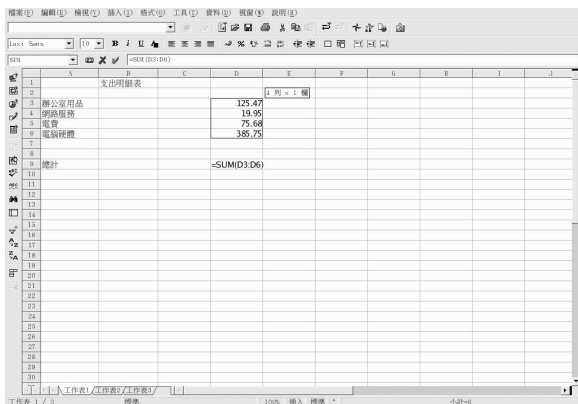 檔案(F) 編輯(E) 檢視(V) 插入(I) 格式(O) 工具(T) 資料(D) 視窗(W) 說明(H)
Luxi Sans 10 B i U A
SUM =SUM(D3:D6)
A B C D E F G H I J
1 支出明細表
2 4 列 x 1 欄
3 辦公室用品 125.47
4 網路服務 19.95
5 電費 75.68
6 電腦硬體 385.75
7
8
9 總計 =SUM(D3:D6)
10
11
12
13
14
15
16
17
18
19
20
21
22
23
24
25
26
27
28
29
30
工作表1 工作表2 工作表3
工作表 1 / 3 標準 100% 插入 標準 * 小計=0